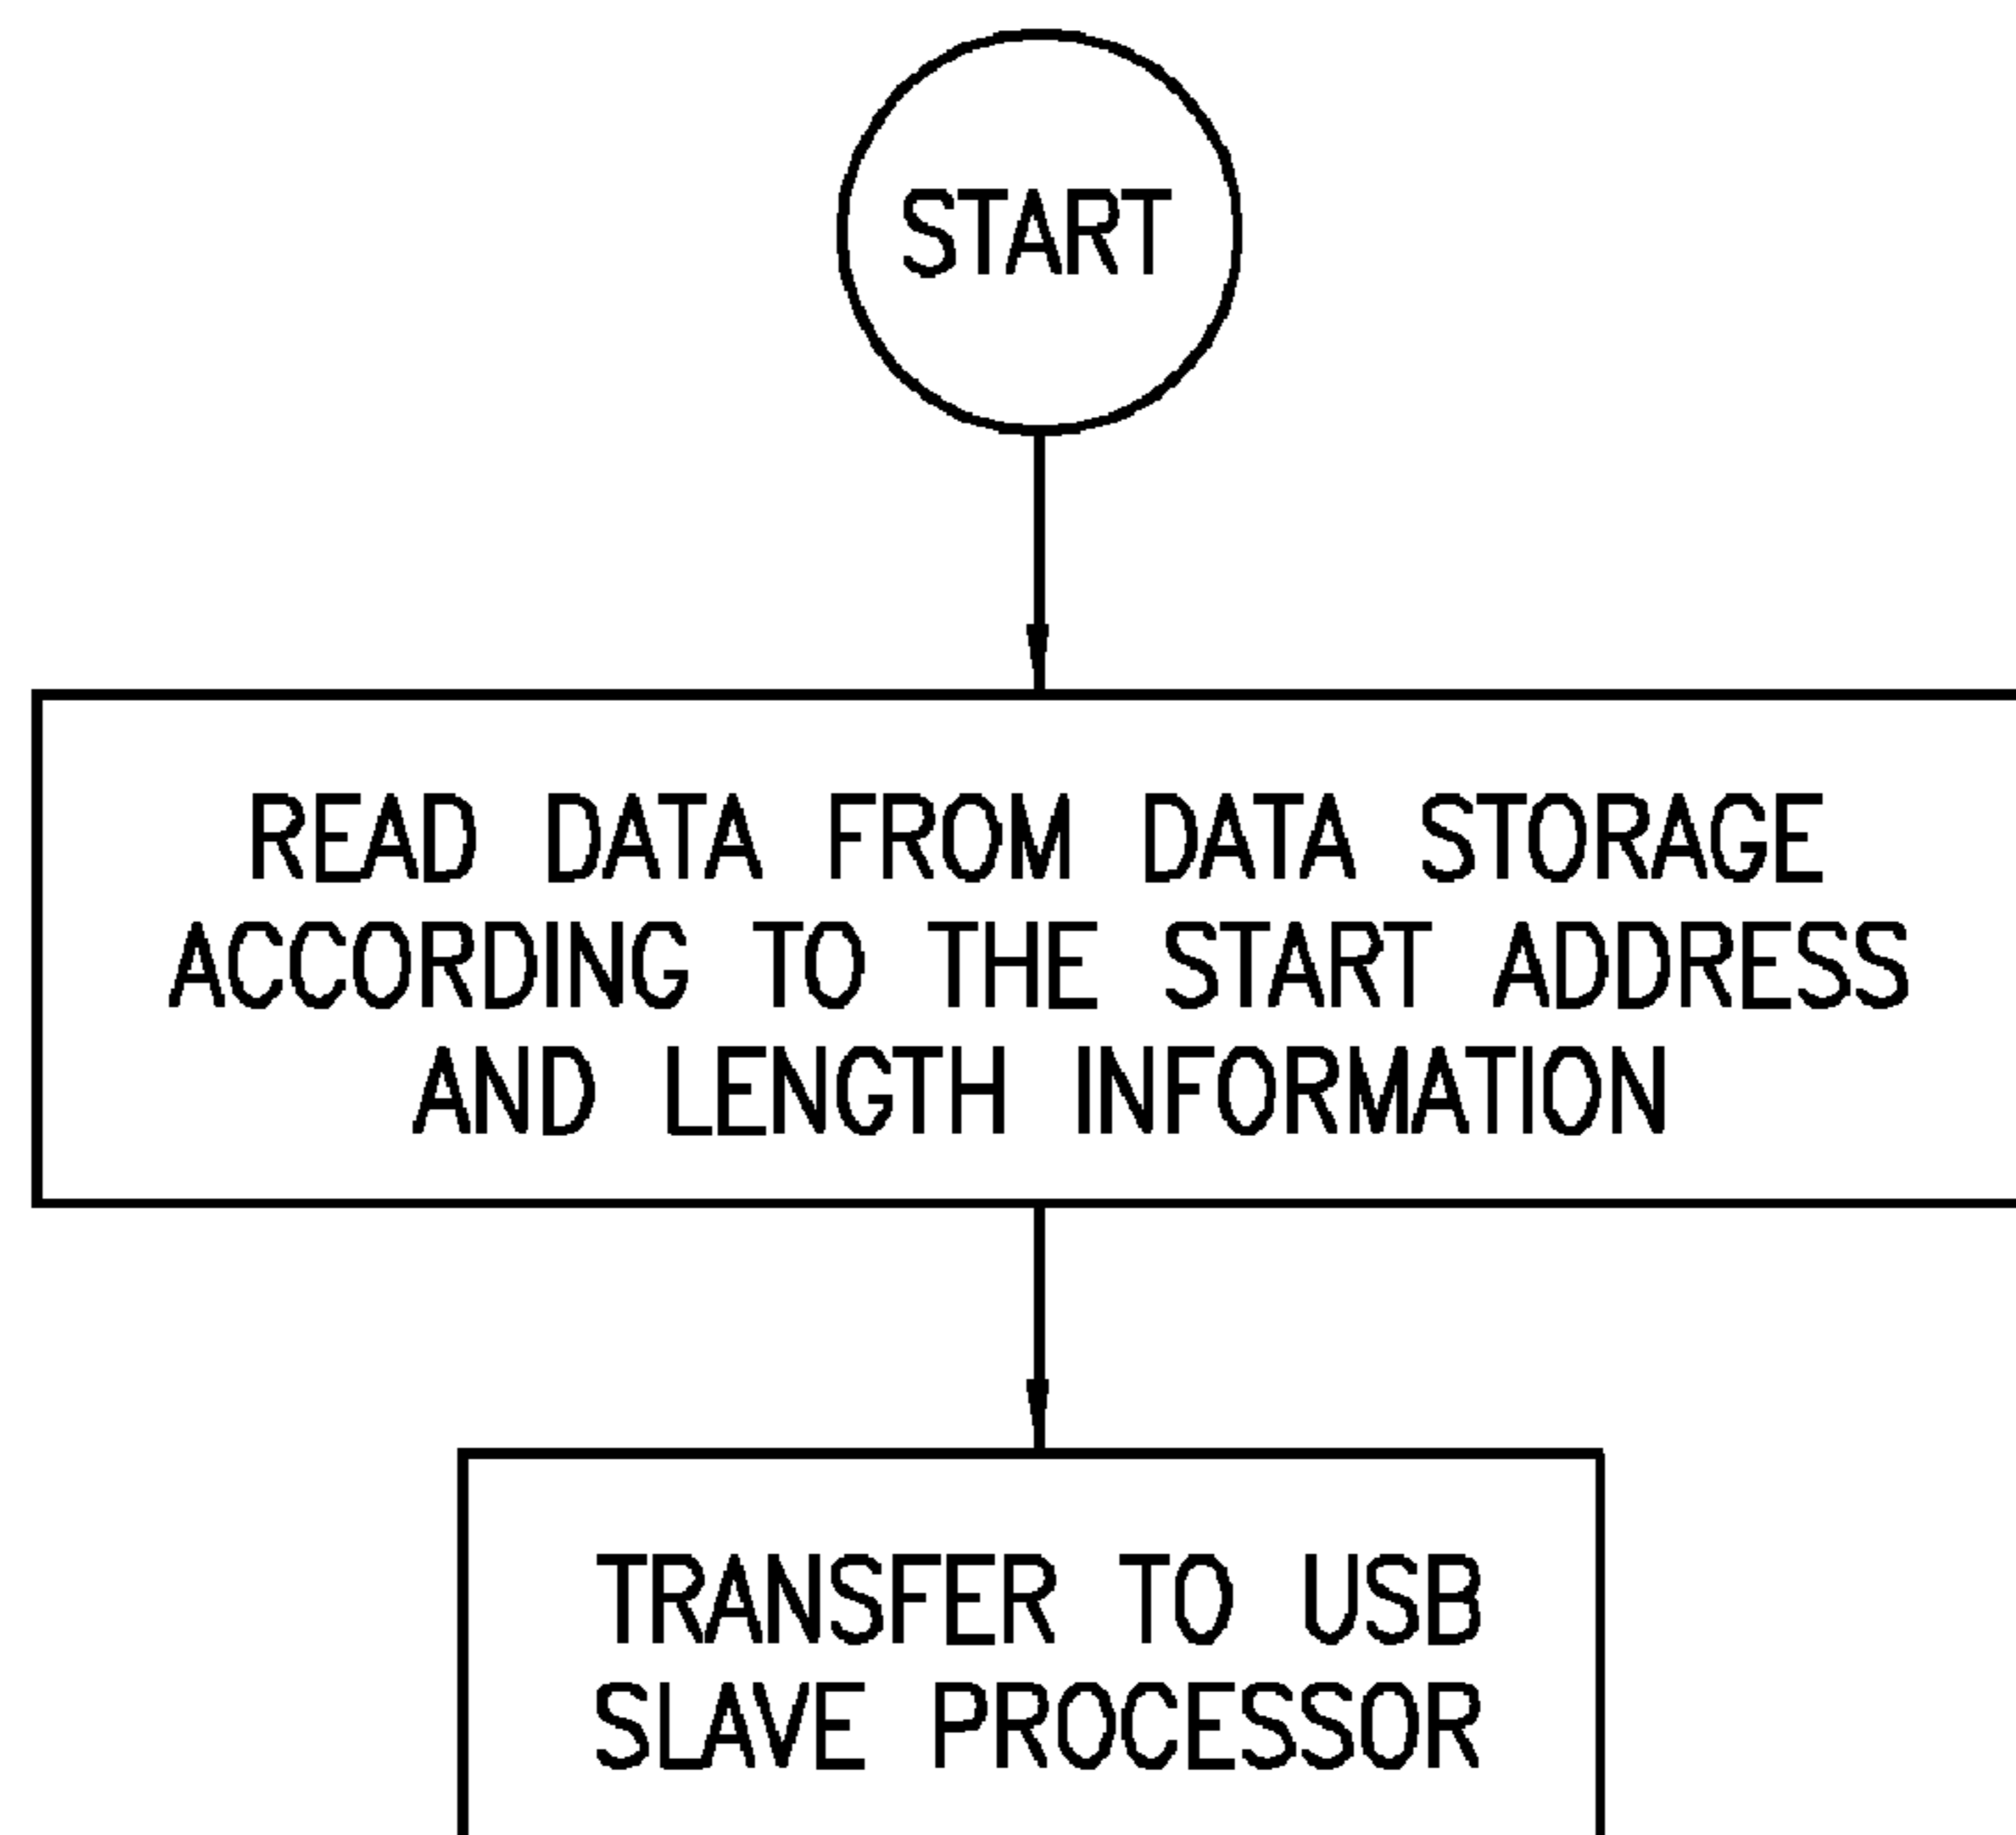 START
READ DATA FROM DATA STORAGE
ACCORDING TO THE START ADDRESS
AND LENGTH INFORMATION
TRANSFER TO USB
SLAVE PROCESSOR